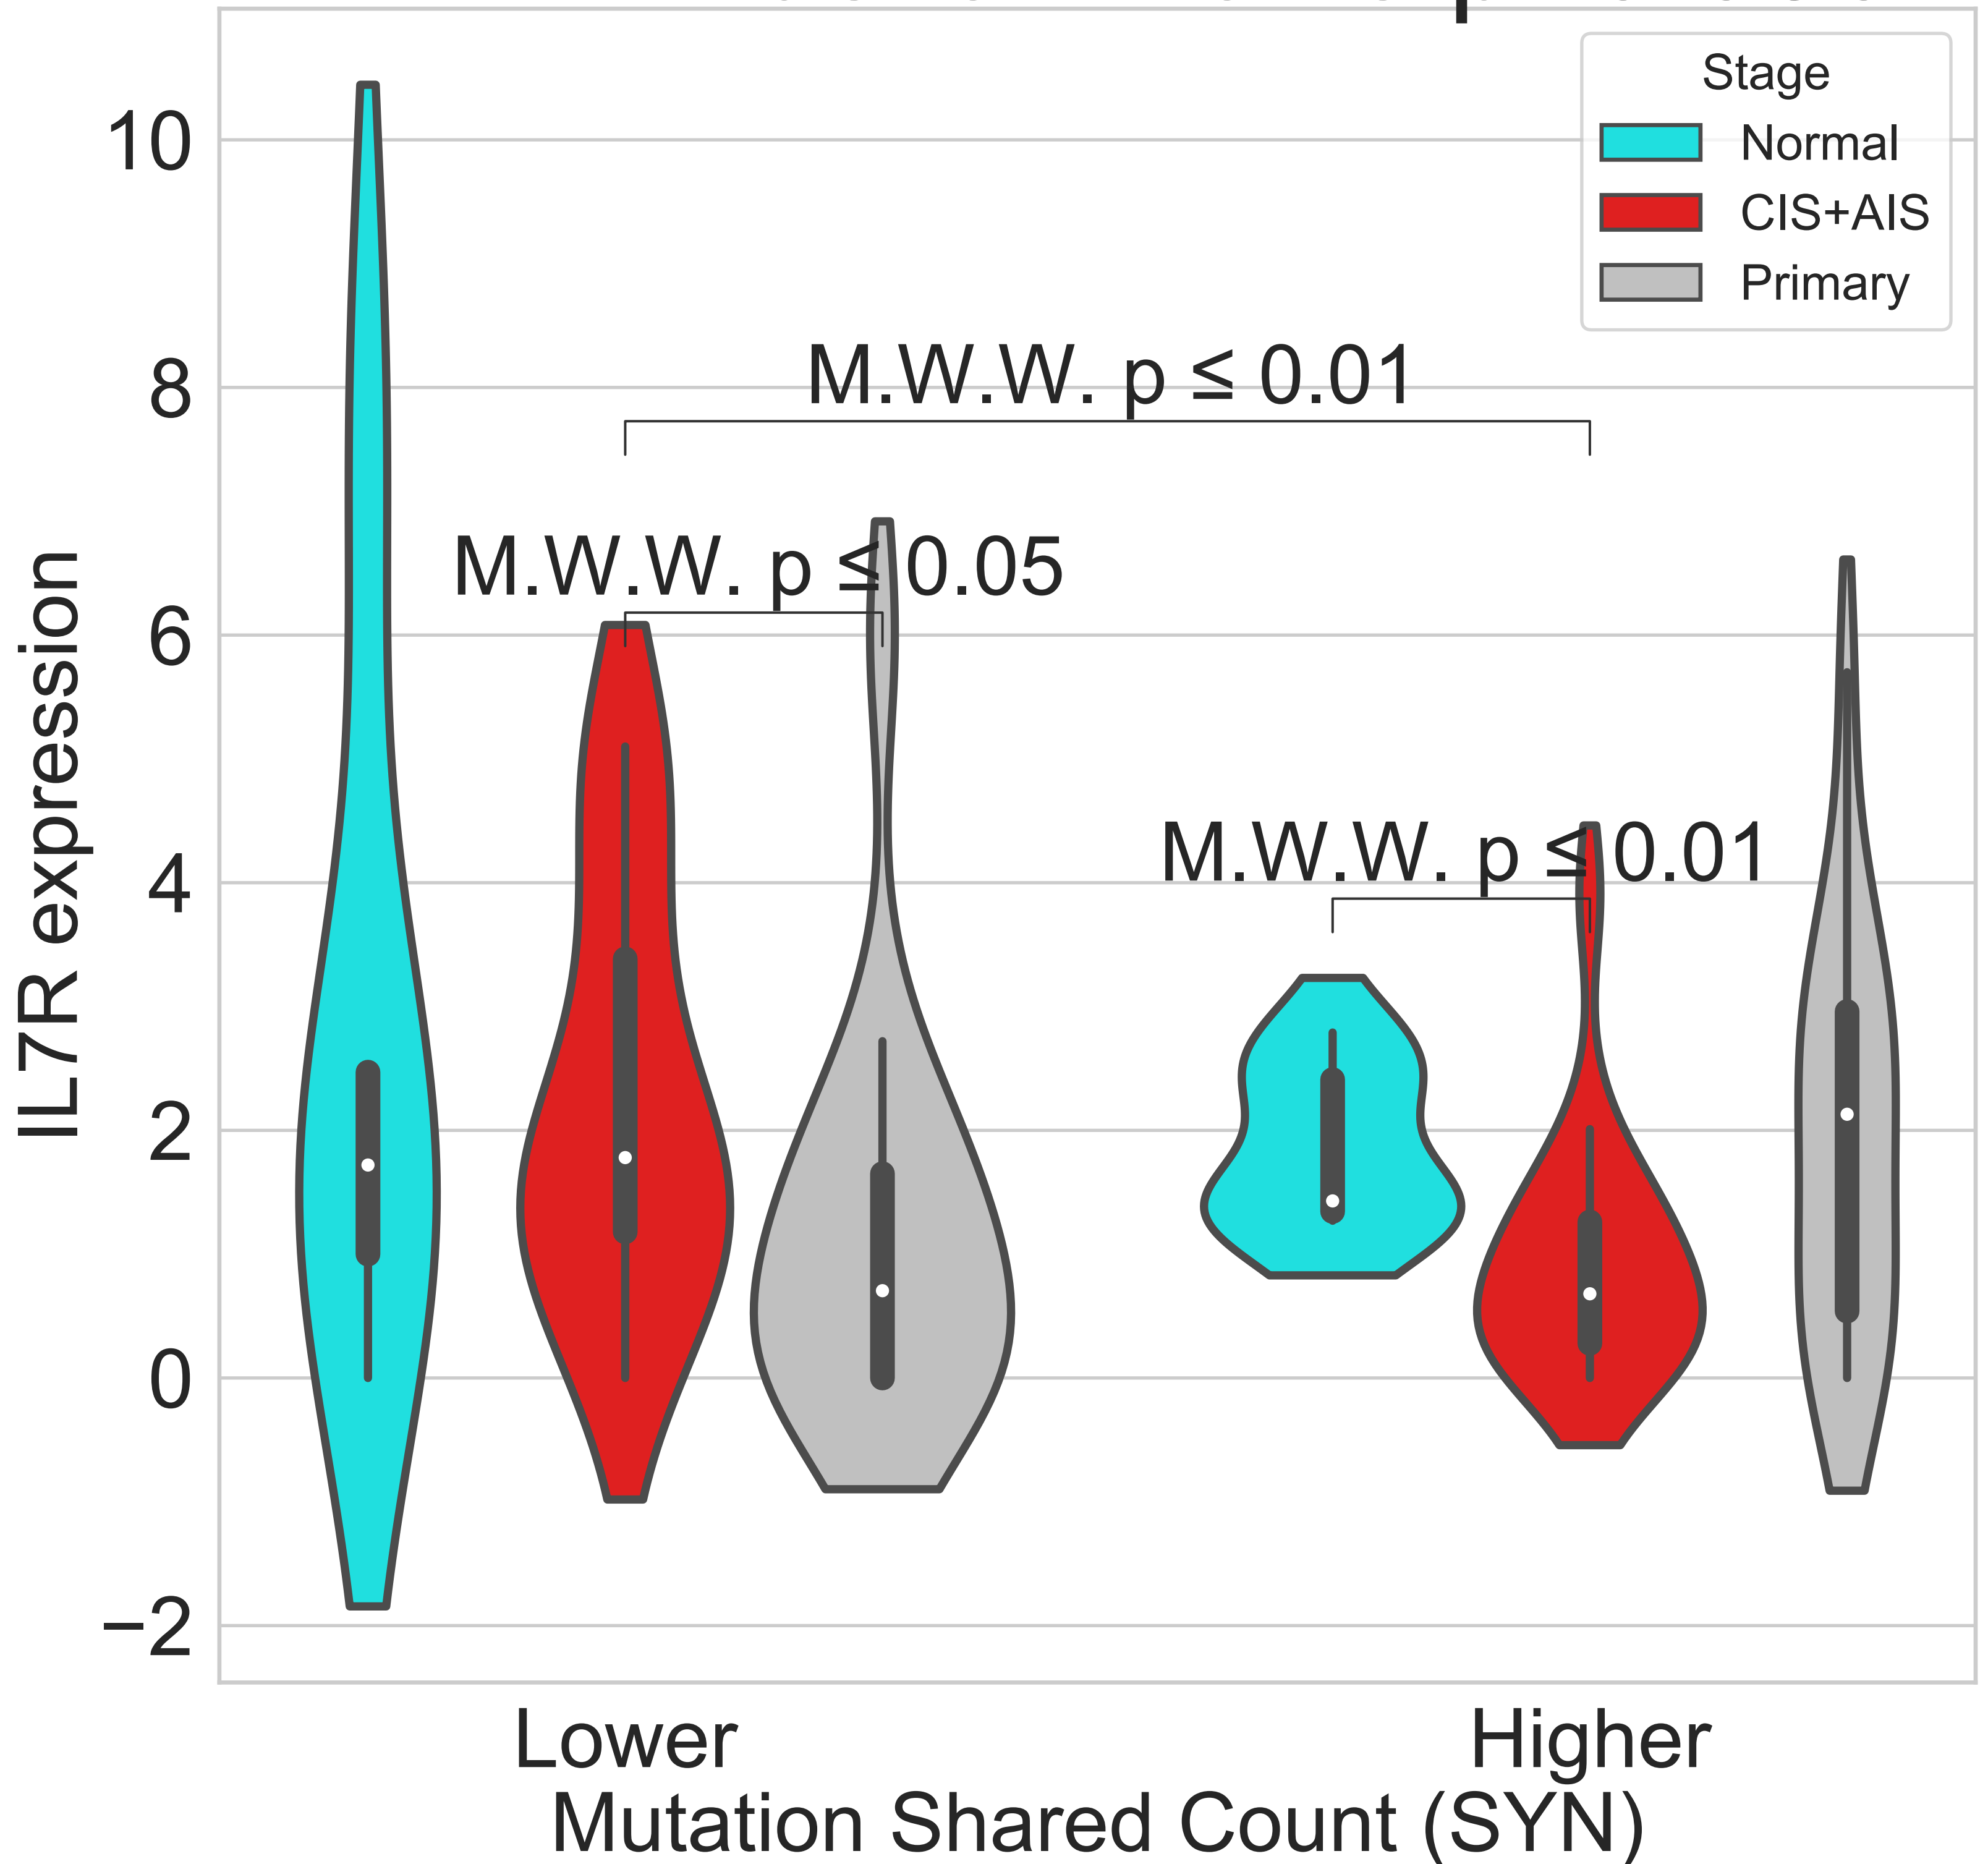 Stage
Normal
CIS+AIS
Primary
10
8
6
4
2
0
−2
IL7R expression
M.W.W. p ≤ 0.01
M.W.W. p ≤ 0.05
M.W.W. p ≤ 0.01
Lower
Higher
Mutation Shared Count (SYN)